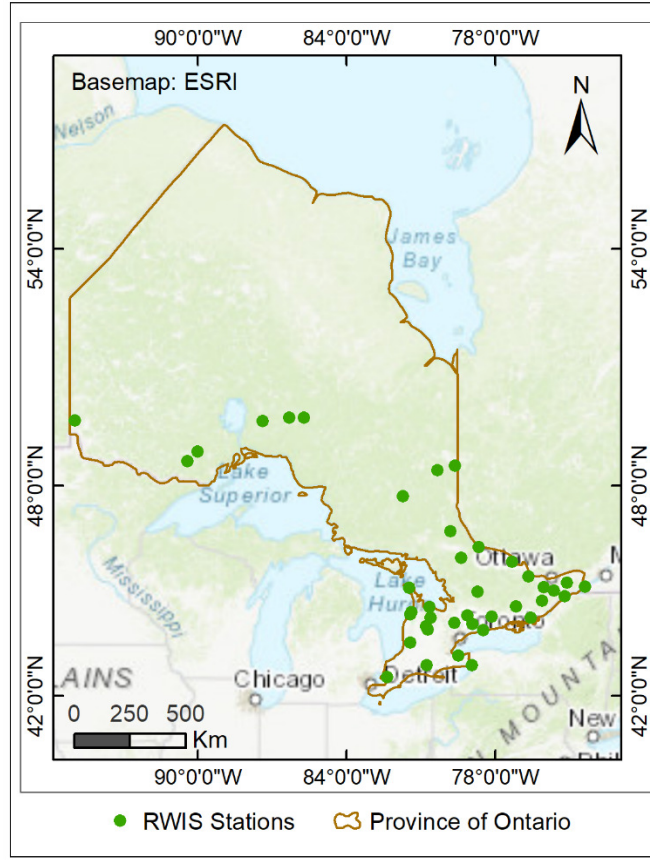 90°0'0"W 84°0'0"W 78°0'0"W
Basemap: ESRI
N
Nelson
54°0'0"N 54°0'0"N
James
Bay
48°0'0"N 48°0'0"N
Lake
Superior
Mississippi
Ottawa
M
Lake
Huron
Toronto
42°0'0"N 42°0'0"N
LAINS
Chicago
Detroit
N MOUNTA
New
Phil
0 250 500
Km
90°0'0"W 84°0'0"W 78°0'0"W
RWIS Stations Province of Ontario